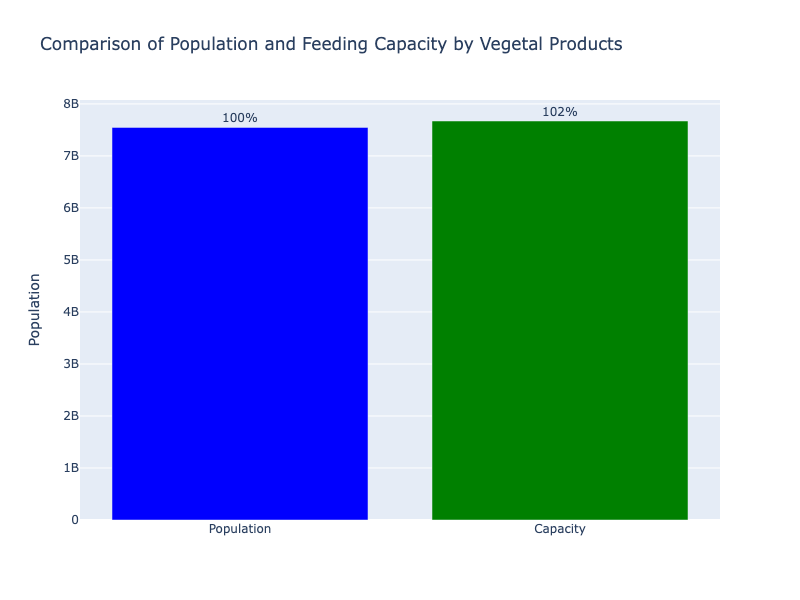 Comparison of Population and Feeding Capacity by Vegetal Products
100%
102%
8B
7B
6B
5B
4B
3B
2B
1B
0
Population
Population
Capacity